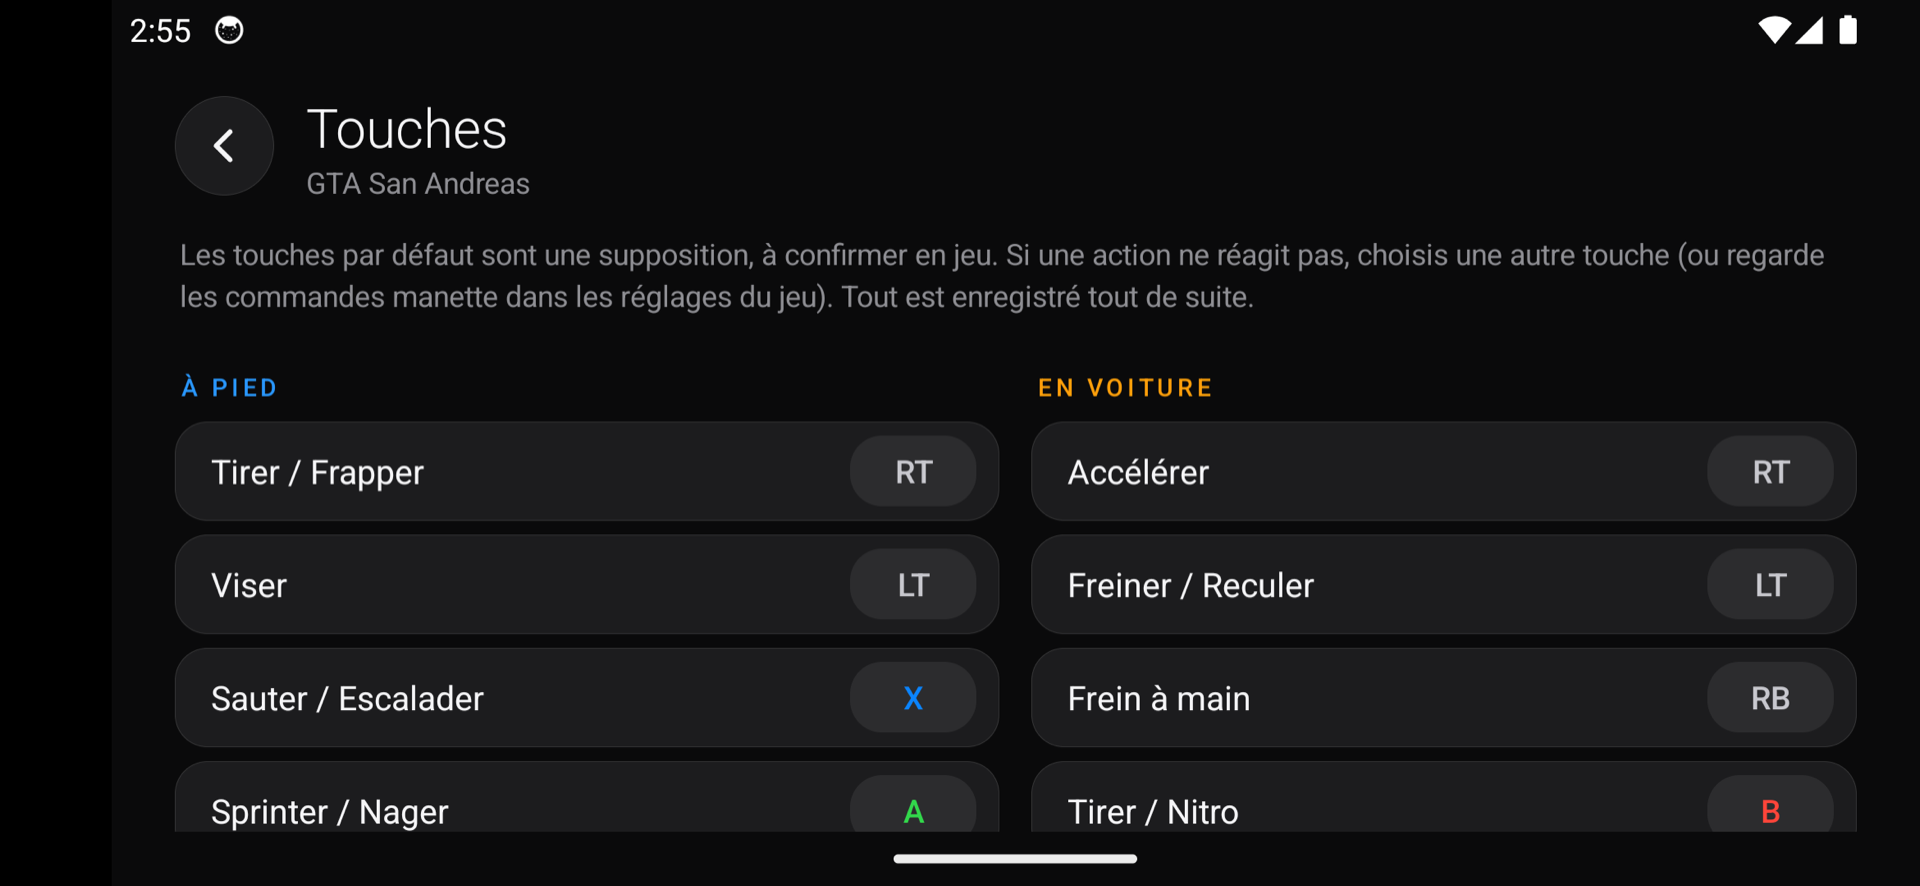 2:55
Touches
GTA San Andreas
Les touches par défaut sont une supposition, à confirmer en jeu. Si une action ne réagit pas, choisis une autre touche (ou regarde
les commandes manette dans les réglages du jeu). Tout est enregistré tout de suite.
À PIED
Tirer / Frapper RT
Viser LT
Sauter / Escalader X
Sprinter / Nager A
EN VOITURE
Accélérer RT
Freiner / Reculer LT
Frein à main RB
Tirer / Nitro B